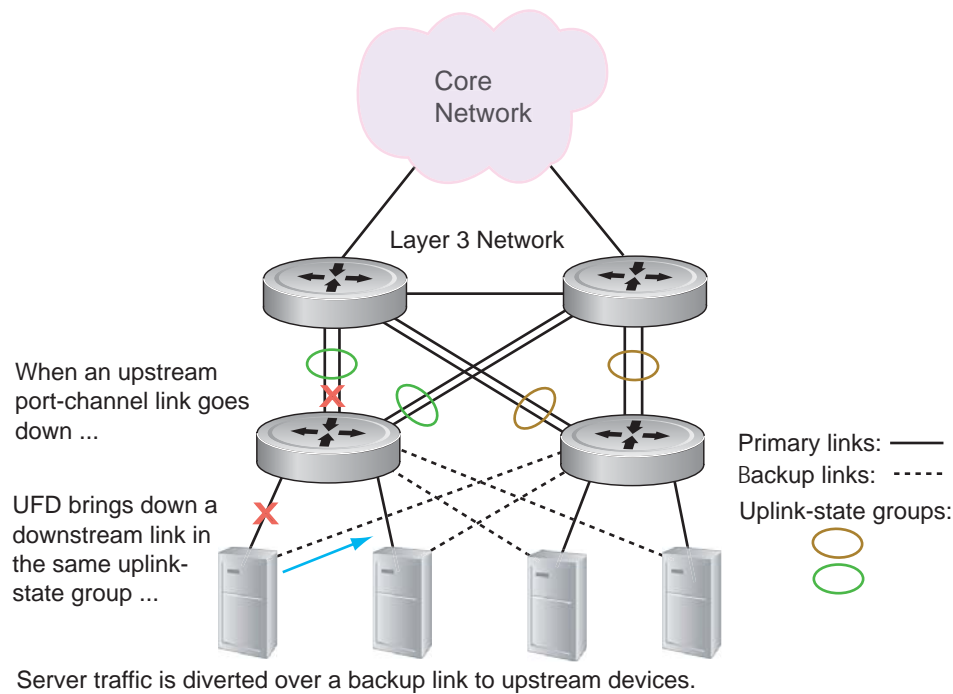 Core
Network
Layer 3 Network
When an upstream
port-channel link goes
down ...
UFD brings down a
downstream link in
the same uplink-
state group ...
Primary links:
Backup links:
Uplink-state groups:
Server traffic is diverted over a backup link to upstream devices.